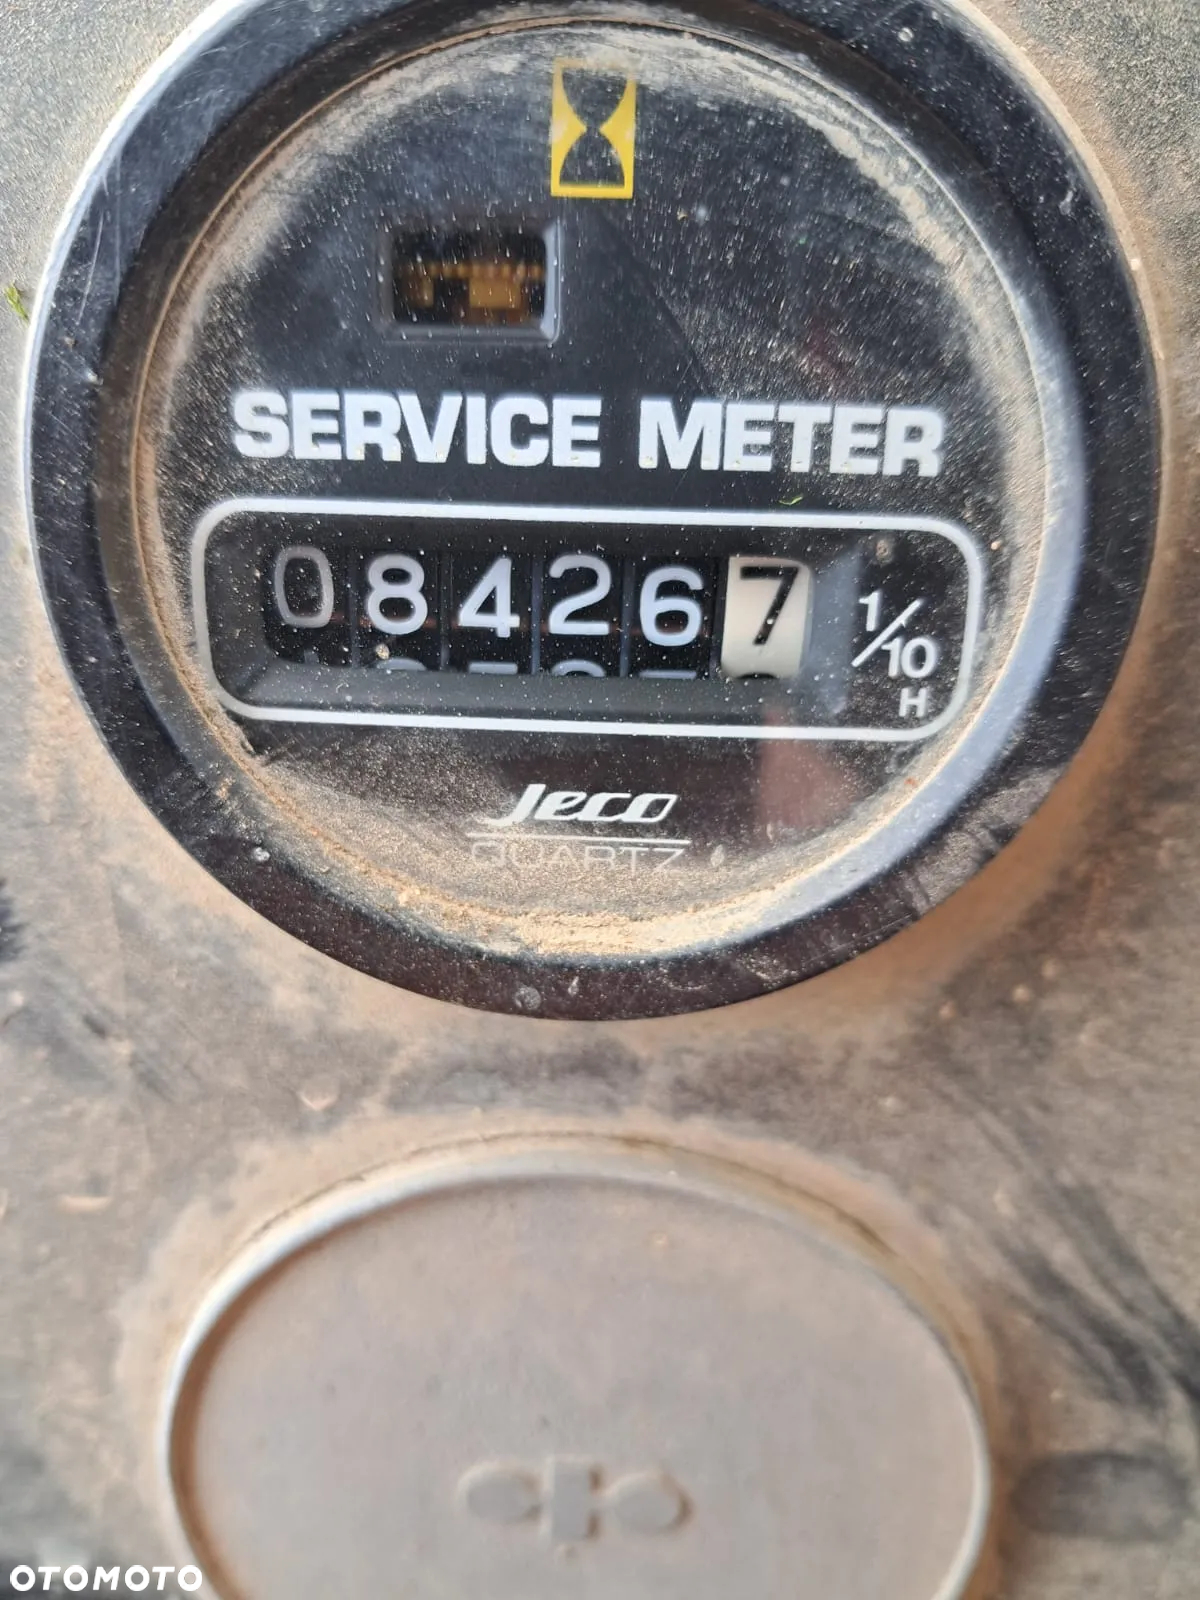 SERVICE METER
084267
1/10
H
Jeco
QUARTZ
OTOMOTO